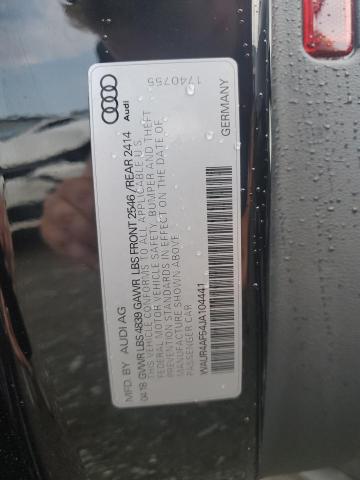 Audi
1740755
MFD. BY AUDI AG GERMANY
04 18 GVWR LBS 4839 GAWR LBS FRONT 2546 / REAR 2414
THIS VEHICLE CONFORMS TO ALL APPLICABLE U.S.
FEDERAL MOTOR VEHICLE SAFETY, BUMPER AND THEFT
PREVENTION STANDARDS IN EFFECT ON THE DATE OF
MANUFACTURE SHOWN ABOVE.
PASSENGER CAR
WAUR4AF54JA104441